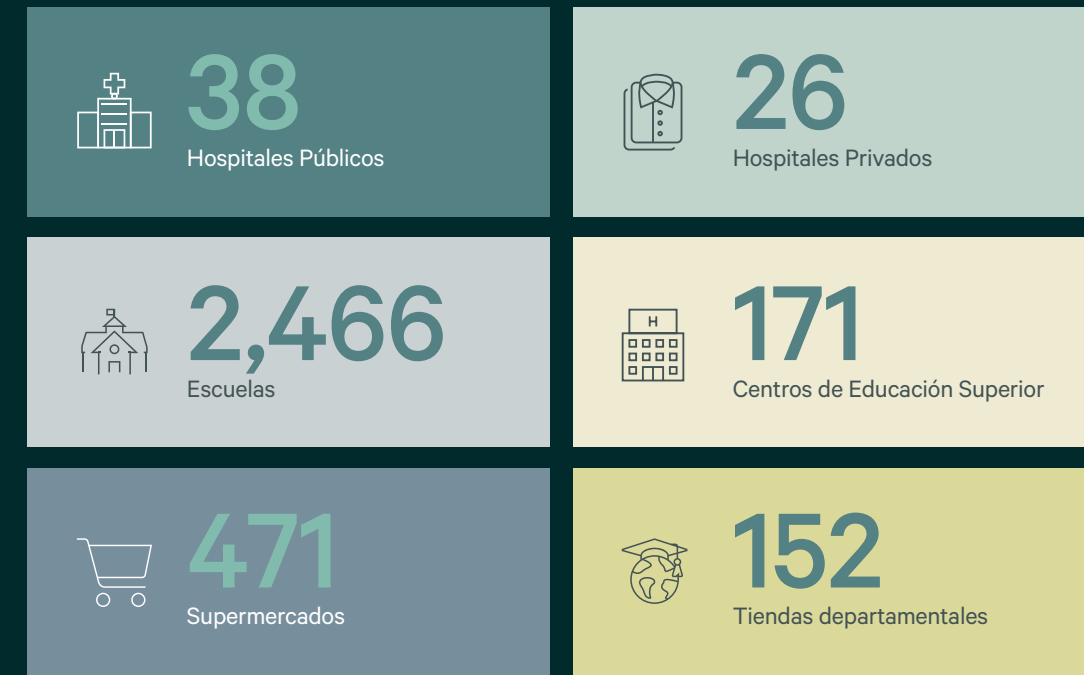 38
Hospitales Públicos
26
Hospitales Privados
2,466
Escuelas
H
171
Centros de Educación Superior
471
Supermercados
152
Tiendas departamentales